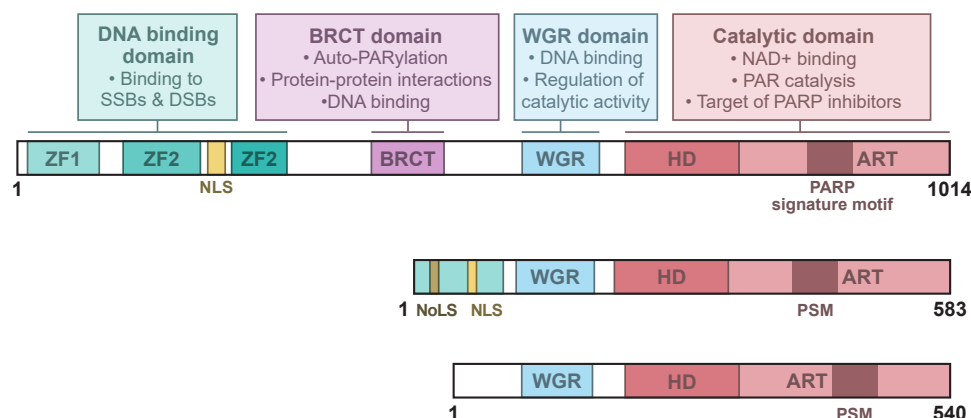 DNA binding
domain
• Binding to
SSBs & DSBs
BRCT domain
• Auto-PARylation
• Protein-protein interactions
•DNA binding
WGR domain
• DNA binding
• Regulation of
catalytic activity
Catalytic domain
• NAD+ binding
• PAR catalysis
• Target of PARP inhibitors
ZF1 ZF2 ZF2 BRCT WGR HD ART
1 NLS PARP 1014
signature motif
WGR HD ART
1 NoLS NLS PSM 583
WGR HD ART
1 PSM 540